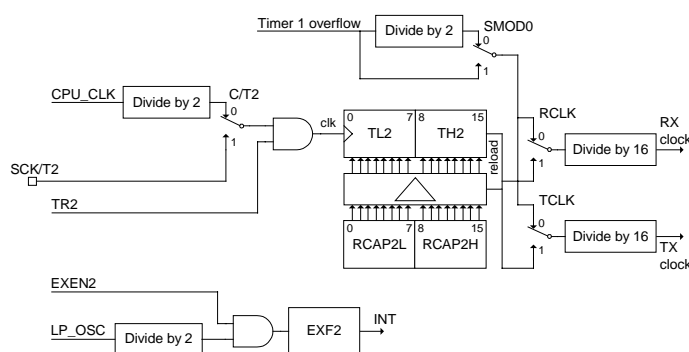 Timer 1 overflow
Divide by 2
SMOD0
0
1
CPU_CLK
Divide by 2
C/T2
0
1
clk
0 7 8 15
TL2 TH2
reload
RCLK
0
1
Divide by 16
RX
clock
SCK/T2
TR2
0 7 8 15
RCAP2L RCAP2H
TCLK
0
1
Divide by 16
TX
clock
EXEN2
LP_OSC
Divide by 2
EXF2
INT